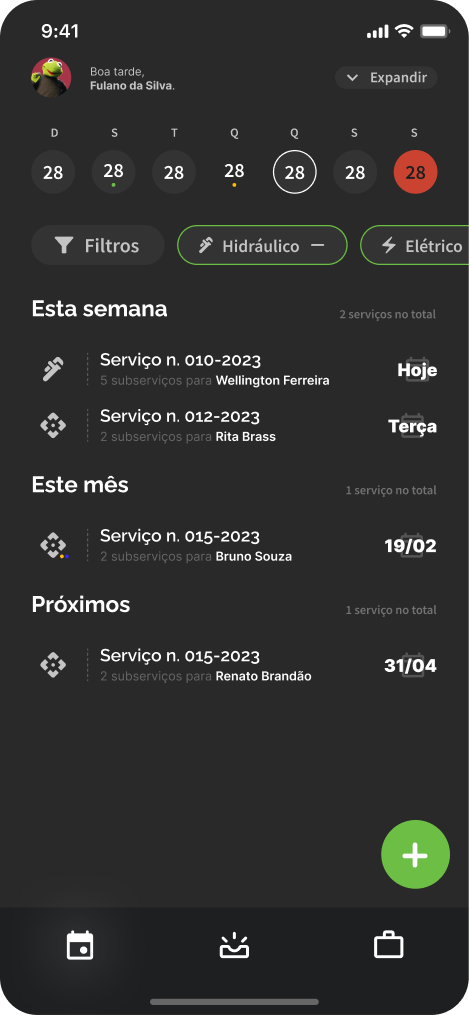 9:41
Boa tarde,
Fulano da Silva.
Expandir
D S T Q Q S S
28 28 28 28 28 28 28
Filtros
Hidráulico
Elétrico
Esta semana
2 serviços no total
Serviço n. 010-2023
5 subserviços para Wellington Ferreira
Hoje
Serviço n. 012-2023
2 subserviços para Rita Brass
Terça
Este mês
1 serviço no total
Serviço n. 015-2023
2 subserviços para Bruno Souza
19/02
Próximos
1 serviço no total
Serviço n. 015-2023
2 subserviços para Renato Brandão
31/04